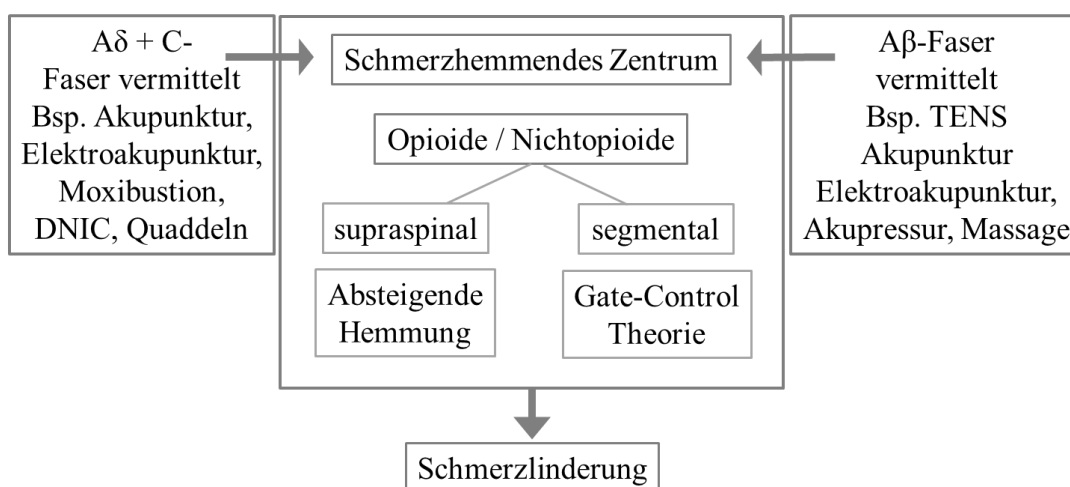 Aδ + C-
Faser vermittelt
Bsp. Akupunktur,
Elektroakupunktur,
Moxibustion,
DNIC, Quaddeln
Schmerzhemmendes Zentrum
Opioide / Nichtopioide
supraspinal
segmental
Absteigende
Hemmung
Gate-Control
Theorie
Aβ-Faser
vermittelt
Bsp. TENS
Akupunktur
Elektroakupunktur,
Akupressur, Massage
Schmerzlinderung